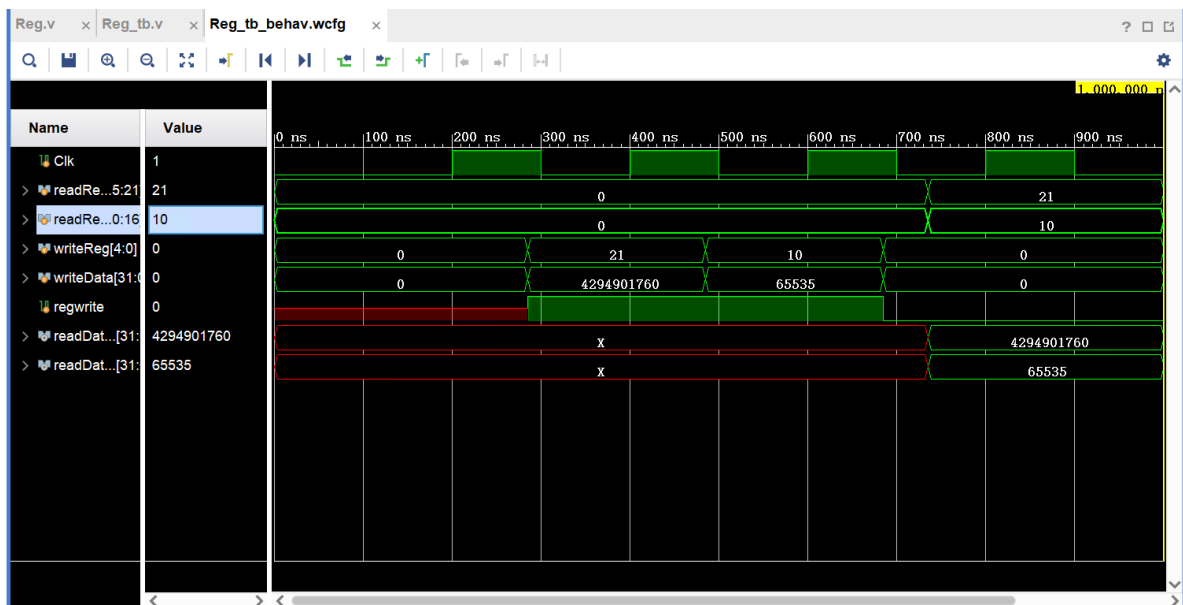 Reg.v × Reg_tb.v × Reg_tb_behav.wcfg ×
1,000,000 n
Name Value
0 ns 100 ns 200 ns 300 ns 400 ns 500 ns 600 ns 700 ns 800 ns 900 ns
Clk 1
readRe...5:21 21 0 21
readRe...0:16 10 0 10
writeReg[4:0] 0 0 21 10 0
writeData[31:0 0 0 4294901760 65535 0
regwrite 0
readDat...[31: 4294901760 X 4294901760
readDat...[31: 65535 X 65535